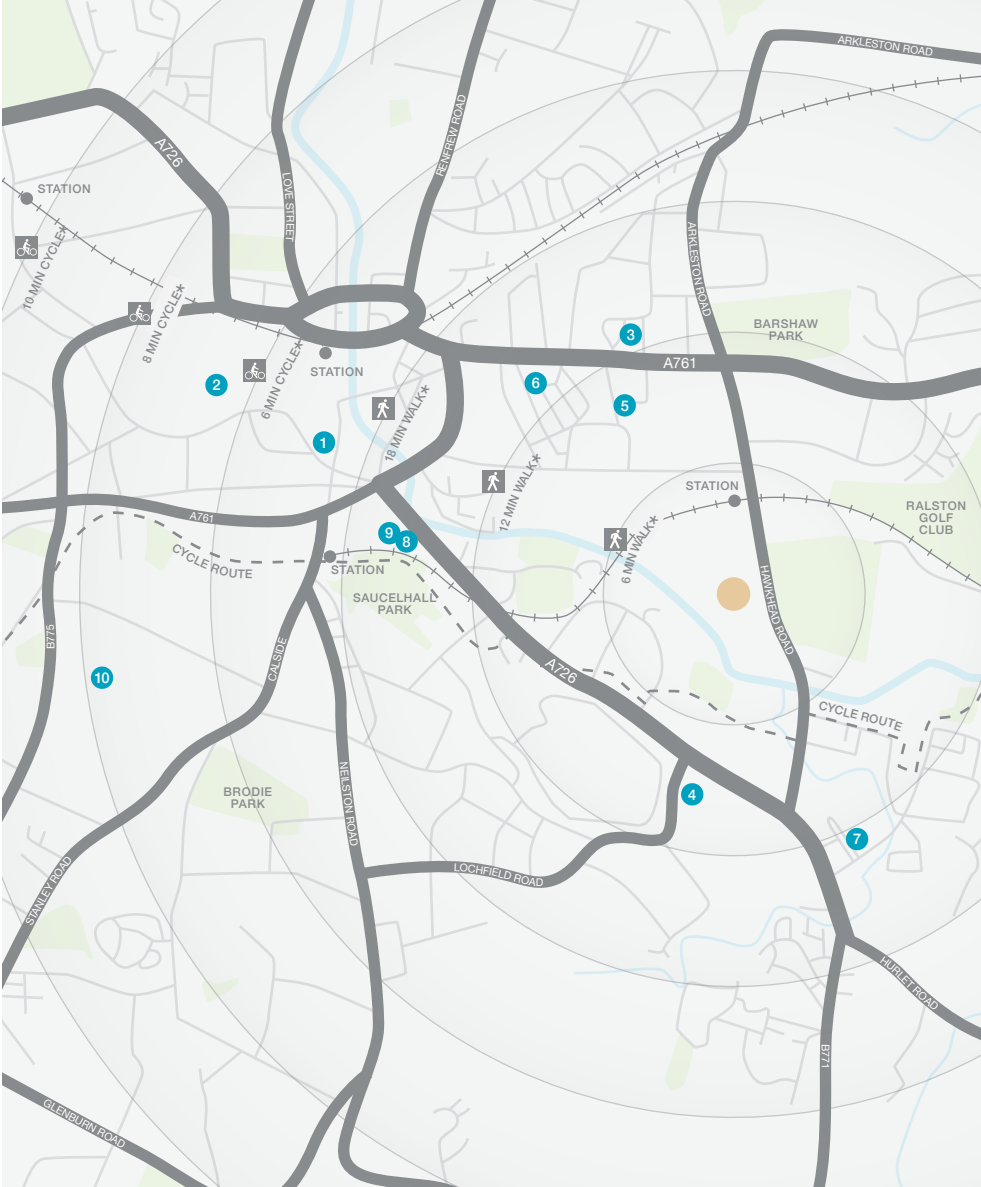 ARKLESTON ROAD
RENFREW ROAD
A726
STATION
LOVE STREET
10 MIN CYCLE*
8 MIN CYCLE*
ARKLESTON ROAD
BARSHAW
PARK
3
A761
6 MIN CYCLE*
STATION
2
6
5
18 MIN WALK*
1
12 MIN WALK*
STATION
RALSTON
GOLF
CLUB
A761
9
8
6 MIN WALK*
CYCLE ROUTE
STATION
SAUCELHALL
PARK
HAWKHEAD ROAD
B775
CALSIDE
10
A726
CYCLE ROUTE
BRODIE
PARK
NEILSTON ROAD
4
7
LOCHFIELD ROAD
STANLEY ROAD
HURLET ROAD
B771
GLENBURN ROAD